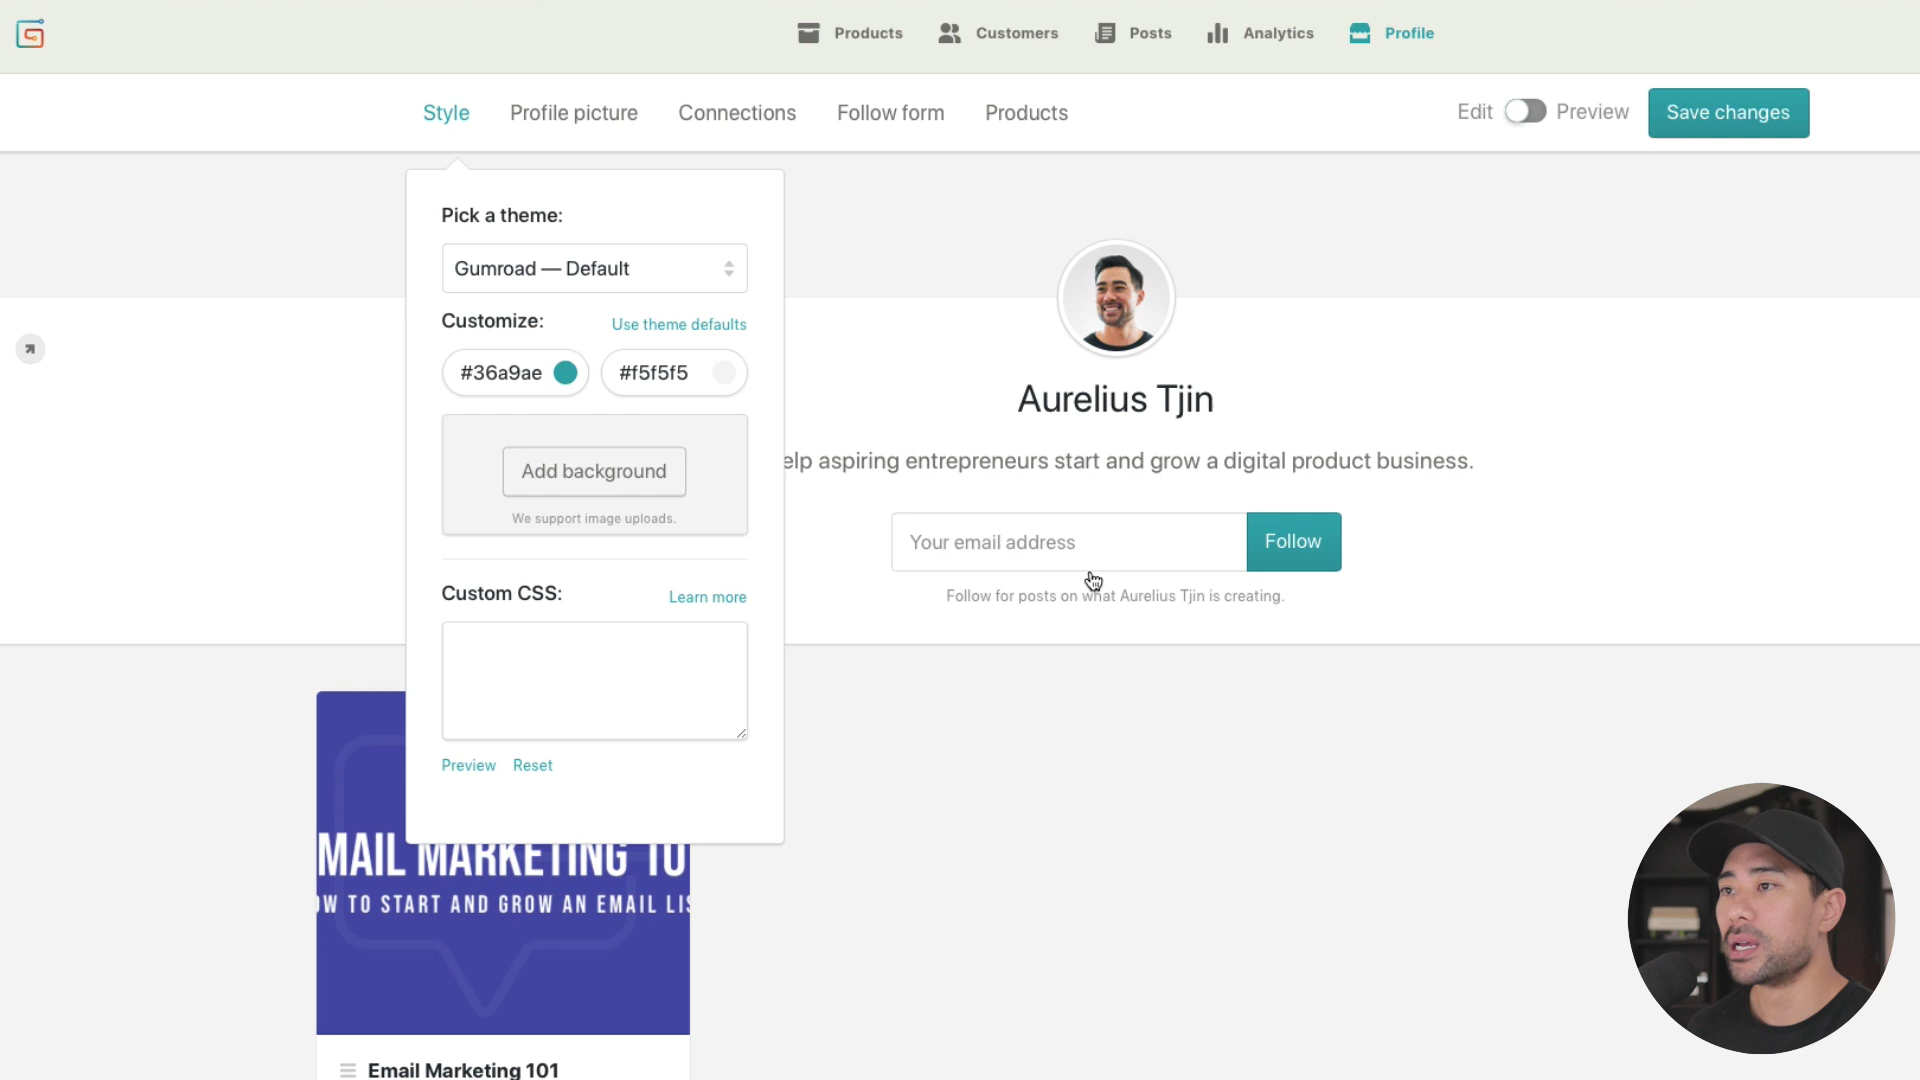 Products
Customers
Posts
Analytics
Profile
Style
Profile picture
Connections
Follow form
Products
Edit
Preview
Save changes
Pick a theme:
Gumroad — Default
Customize:
Use theme defaults
#36a9ae
#f5f5f5
Add background
We support image uploads.
Custom CSS:
Learn more
Preview
Reset
Aurelius Tjin
elp aspiring entrepreneurs start and grow a digital product business.
Your email address
Follow
Follow for posts on what Aurelius Tjin is creating.
MAIL MARKETING 10
OW TO START AND GROW AN EMAIL LIS
Email Marketing 101